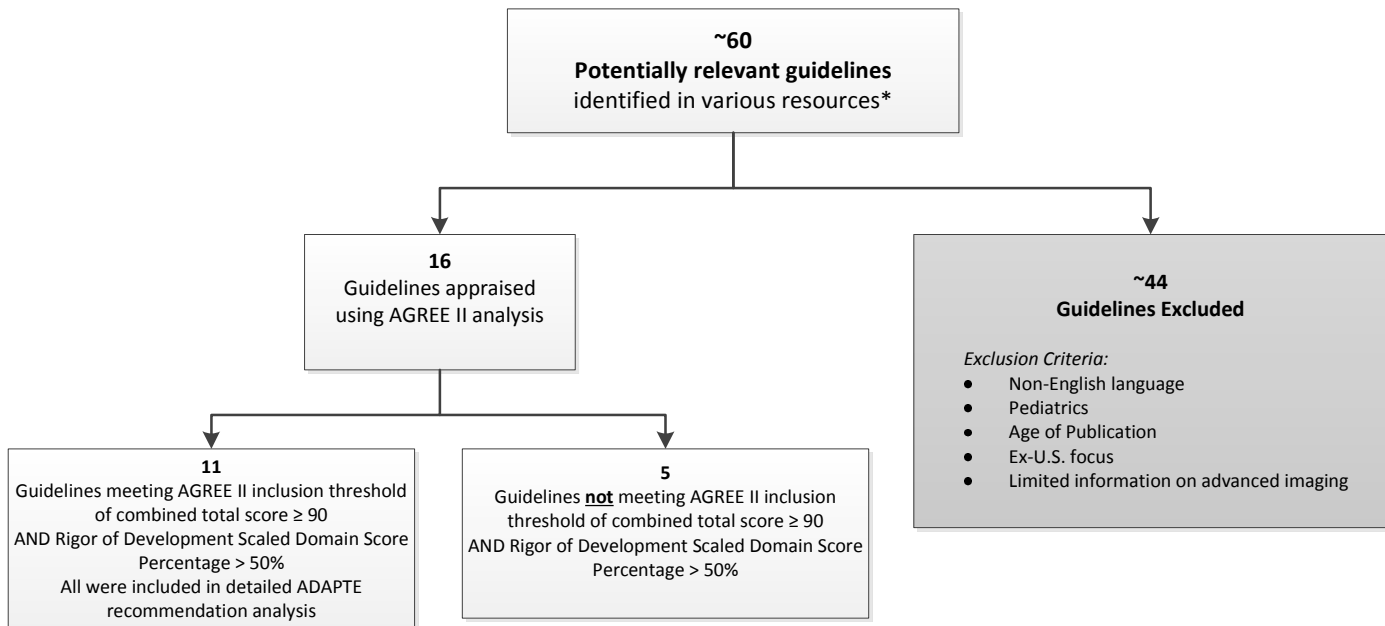 ~60
Potentially relevant guidelines
identified in various resources*
16
Guidelines appraised
using AGREE II analysis
~44
Guidelines Excluded
Exclusion Criteria:
● Non-English language
● Pediatrics
● Age of Publication
● Ex-U.S. focus
● Limited information on advanced imaging
11
Guidelines meeting AGREE II inclusion threshold
of combined total score ≥ 90
AND Rigor of Development Scaled Domain Score
Percentage > 50%
All were included in detailed ADAPTE
recommendation analysis
5
Guidelines not meeting AGREE II inclusion
threshold of combined total score ≥ 90
AND Rigor of Development Scaled Domain Score
Percentage > 50%